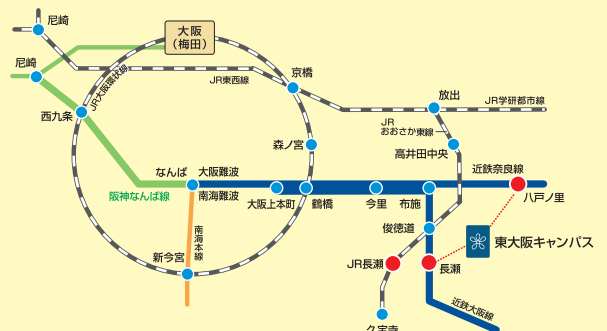 尼崎
大阪
(梅田)
尼崎
JR大阪環状線
JR東西線
京橋
放出
JR学研都市線
西九条
JR
おおさか東線
森ノ宮
高井田中央
なんば
大阪難波
近鉄奈良線
阪神なんば線
南海難波
大阪上本町
鶴橋
今里
布施
八戸ノ里
南海本線
俊徳道
東大阪キャンパス
新今宮
JR長瀬
長瀬
近鉄大阪線
久宝寺